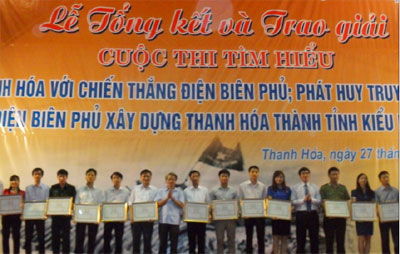 Lễ Tổng kết và Trao giải
CUỘC THI TÌM HIỂU
NH HÓA VỚI CHIẾN THẮNG ĐIỆN BIÊN PHỦ; PHÁT HUY TRUY
IỆN BIÊN PHỦ XÂY DỰNG THANH HÓA THÀNH TỈNH KIỂU
Thanh Hóa, ngày 27